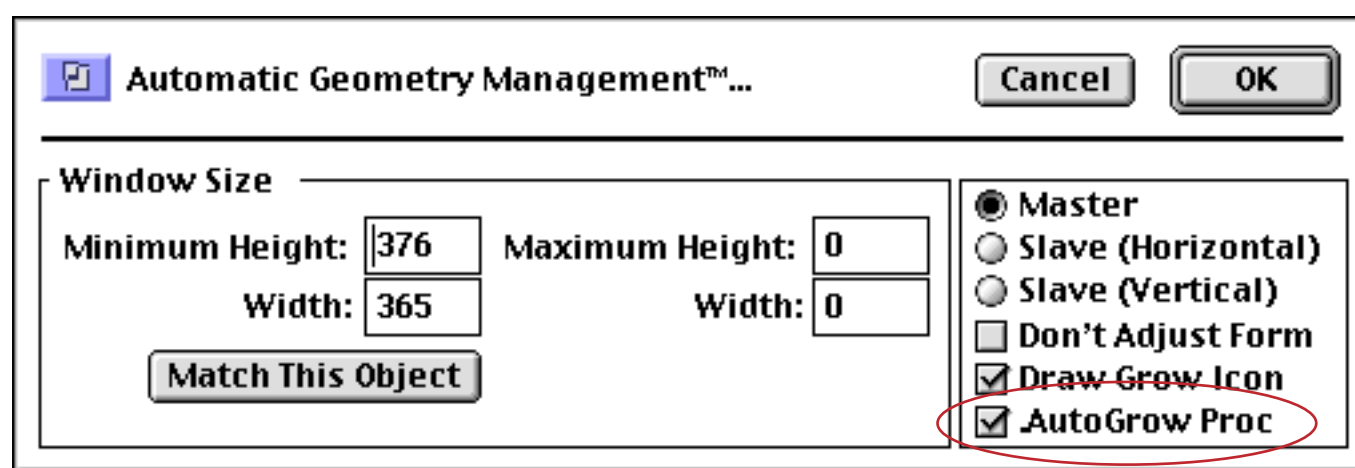 Automatic Geometry Management™...
Cancel
OK
Window Size
Minimum Height: 376
Maximum Height: 0
Width: 365
Width: 0
Match This Object
Master
Slave (Horizontal)
Slave (Vertical)
Don't Adjust Form
Draw Grow Icon
.AutoGrow Proc